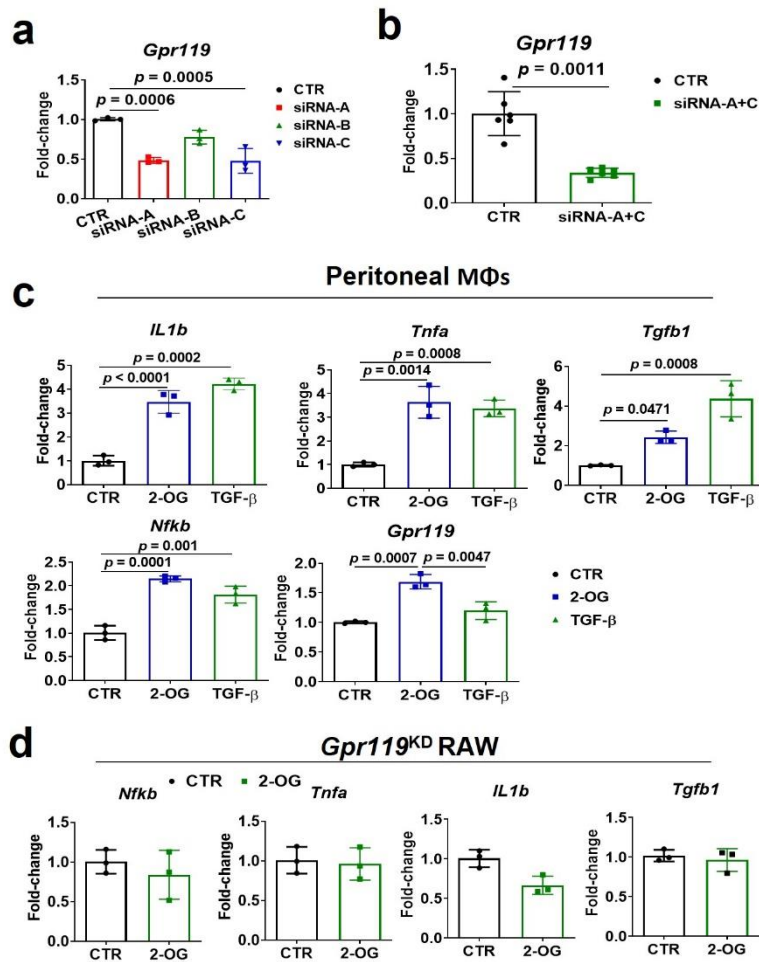 a
Gpr119
p = 0.0005
p = 0.0006
Fold-change
1.5
1.0
0.5
0.0
CTR
siRNA-A
siRNA-B
siRNA-C
CTR
siRNA-A
siRNA-B
siRNA-C
b
Gpr119
p = 0.0011
Fold-change
1.5
1.0
0.5
0.0
CTR
siRNA-A+C
CTR
siRNA-A+C
c
Peritoneal MΦs
IL1b
p = 0.0002
p < 0.0001
Fold-change
5
4
3
2
1
0
CTR
2-OG
TGF-β
Tnfa
p = 0.0008
p = 0.0014
Fold-change
5
4
3
2
1
0
CTR
2-OG
TGF-β
Tgfb1
p = 0.0008
p = 0.0471
Fold-change
6
4
2
0
CTR
2-OG
TGF-β
Nfkb
p = 0.001
p = 0.0001
Fold-change
2.5
2.0
1.5
1.0
0.5
0.0
CTR
2-OG
TGF-β
Gpr119
p = 0.0007
p = 0.0047
Fold-change
2.0
1.5
1.0
0.5
0.0
CTR
2-OG
TGF-β
CTR
2-OG
TGF-β
d
Gpr119KD RAW
CTR
2-OG
Nfkb
Fold-change
1.5
1.0
0.5
0.0
CTR
2-OG
Tnfa
Fold-change
1.5
1.0
0.5
0.0
CTR
2-OG
IL1b
Fold-change
1.5
1.0
0.5
0.0
CTR
2-OG
Tgfb1
Fold-change
1.5
1.0
0.5
0.0
CTR
2-OG